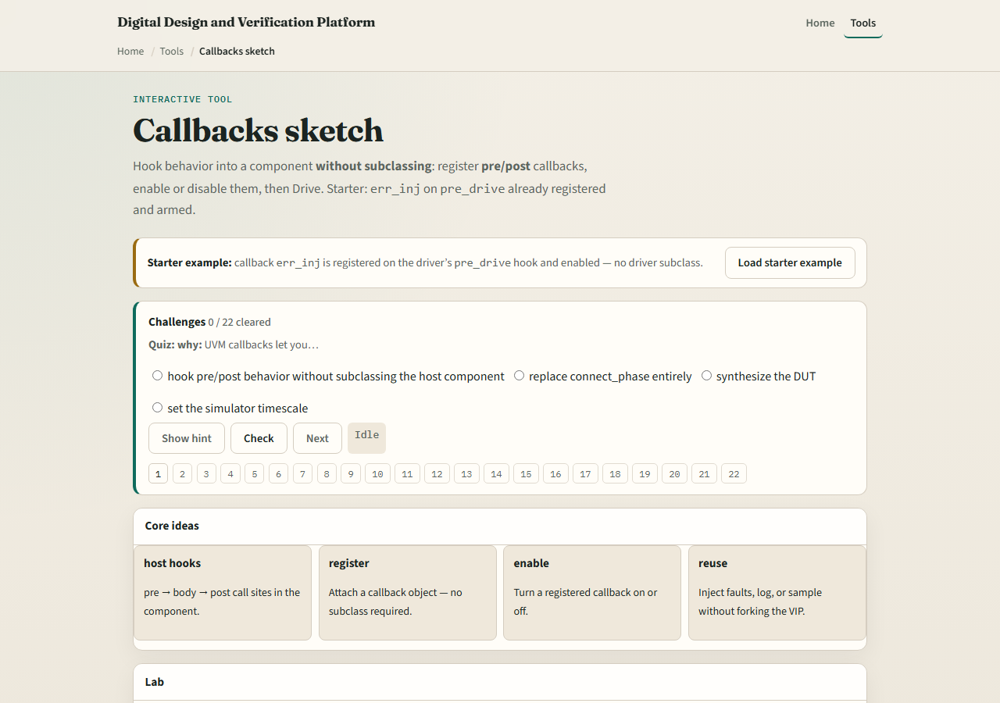 Digital Design and Verification Platform
Home
Tools
Home / Tools / Callbacks sketch
INTERACTIVE TOOL
Callbacks sketch
Hook behavior into a component without subclassing: register pre/post callbacks,
enable or disable them, then Drive. Starter: err_inj on pre_drive already registered
and armed.
Starter example: callback err_inj is registered on the driver’s pre_drive hook and enabled — no driver subclass.
Load starter example
Challenges 0 / 22 cleared
Quiz: why: UVM callbacks let you…
hook pre/post behavior without subclassing the host component
replace connect_phase entirely
synthesize the DUT
set the simulator timescale
Show hint
Check
Next
Idle
1 2 3 4 5 6 7 8 9 10 11 12 13 14 15 16 17 18 19 20 21 22
Core ideas
host hooks
pre → body → post call sites in the
component.
register
Attach a callback object — no
subclass required.
enable
Turn a registered callback on or
off.
reuse
Inject faults, log, or sample
without forking the VIP.
Lab